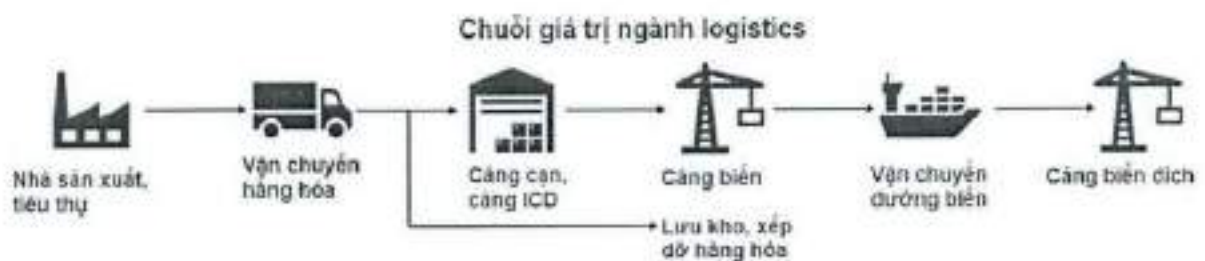 Chuỗi giá trị ngành logistics
Nhà sản xuất,
tiêu thụ
Vận chuyển
hàng hóa
Cảng cạn,
cảng ICD
Cảng biển
Vận chuyển
đường biển
Cảng biển đích
Lưu kho, xếp
dỡ hàng hóa